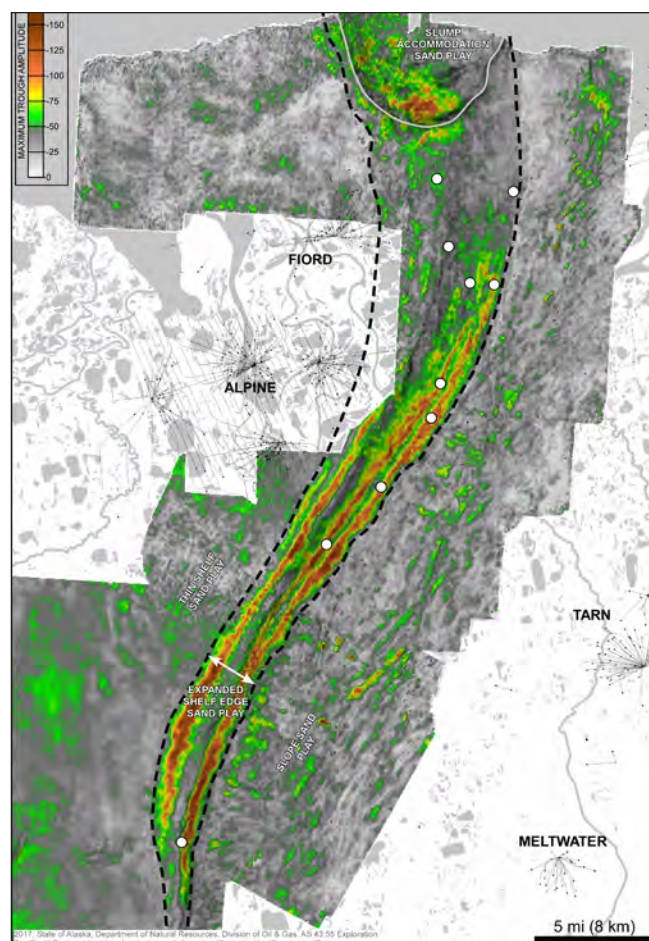 MAXIMUM TROUGH AMPLITUDE
-150
-125
-100
-75
-50
-25
0
SLUMP
ACCOMMODATION
SAND PLAY
FIORD
ALPINE
THIN SHELF
SAND PLAY
TARN
EXPANDED
SHELF EDGE
SAND PLAY
SLOPE SAND
PLAY
MELTWATER
5 mi (8 km)
2017, State of Alaska, Department of Natural Resources, Division of Oil & Gas, AS 43.55 Exploration